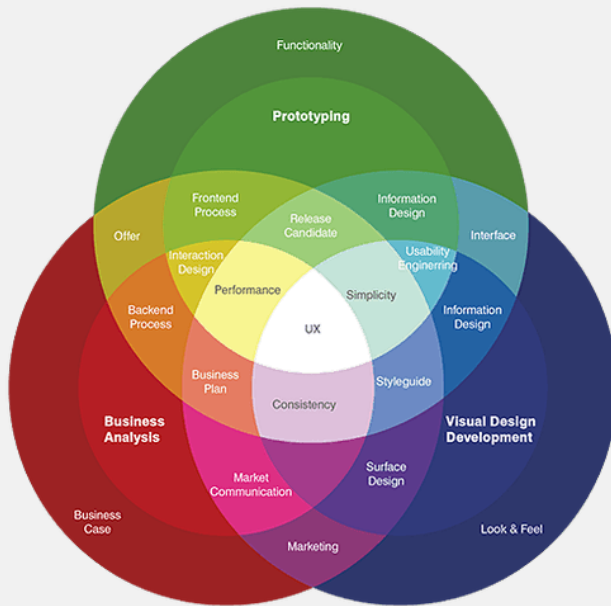 Functionality
Prototyping
Frontend
Process
Information
Design
Release
Candidate
Offer
Interface
Interaction
Design
Usability
Enginerring
Performance
Simplicity
Backend
Process
Information
Design
UX
Business
Plan
Styleguide
Consistency
Business
Analysis
Visual Design
Development
Market
Communication
Surface
Design
Business
Case
Marketing
Look & Feel